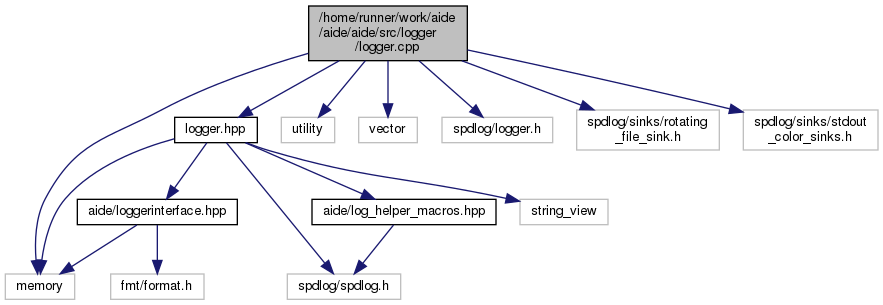 /home/runner/work/aide
/aide/aide/src/logger
/logger.cpp
logger.hpp
utility
vector
spdlog/logger.h
spdlog/sinks/rotating
_file_sink.h
spdlog/sinks/stdout
_color_sinks.h
aide/loggerinterface.hpp
aide/log_helper_macros.hpp
string_view
memory
fmt/format.h
spdlog/spdlog.h